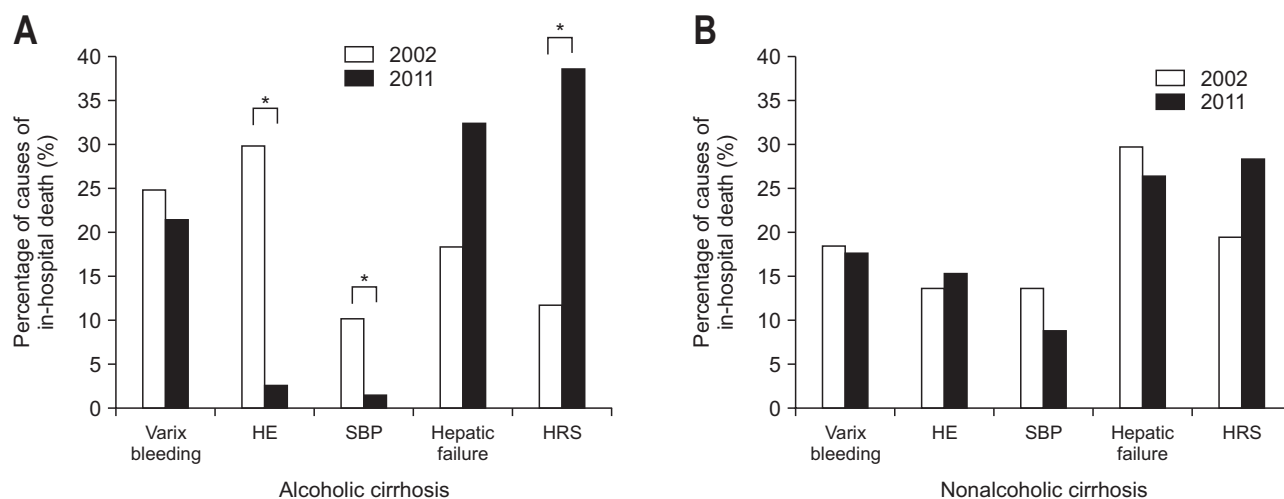 A
Percentage of causes of
in-hospital death (%)
40
35
30
25
20
15
10
5
0
2002
2011
*
*
*
Varix
bleeding
HE
SBP
Hepatic
failure
HRS
Alcoholic cirrhosis
B
Percentage of causes of
in-hospital death (%)
40
35
30
25
20
15
10
5
0
2002
2011
Varix
bleeding
HE
SBP
Hepatic
failure
HRS
Nonalcoholic cirrhosis